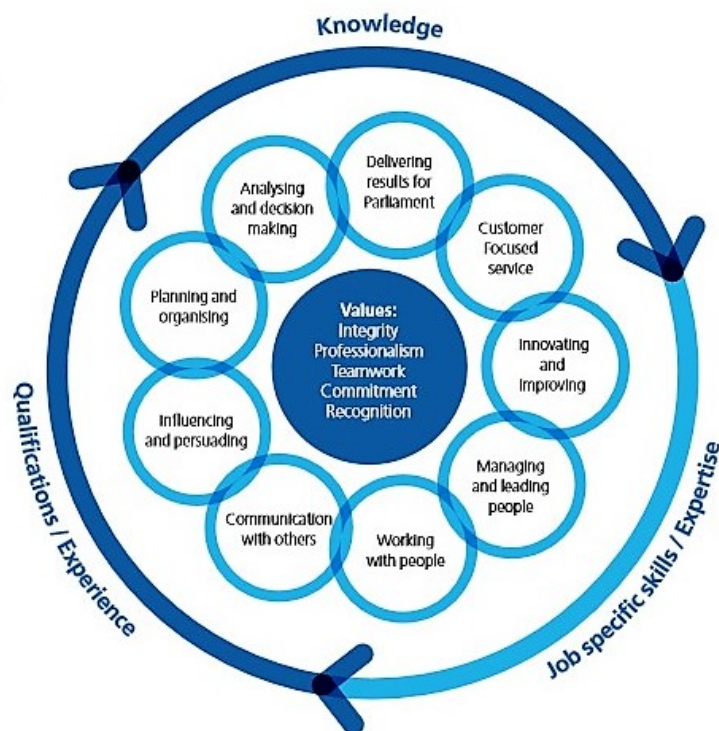 Knowledge
Delivering
results for
Parliament
Customer
Focused
service
Innovating
and
improving
Managing
and leading
people
Working
with people
Communication
with others
Influencing
and persuading
Planning and
organising
Analysing
and decision
making
Values:
Integrity
Professionalism
Teamwork
Commitment
Recognition
Job specific skills / Expertise
Qualifications / Experience